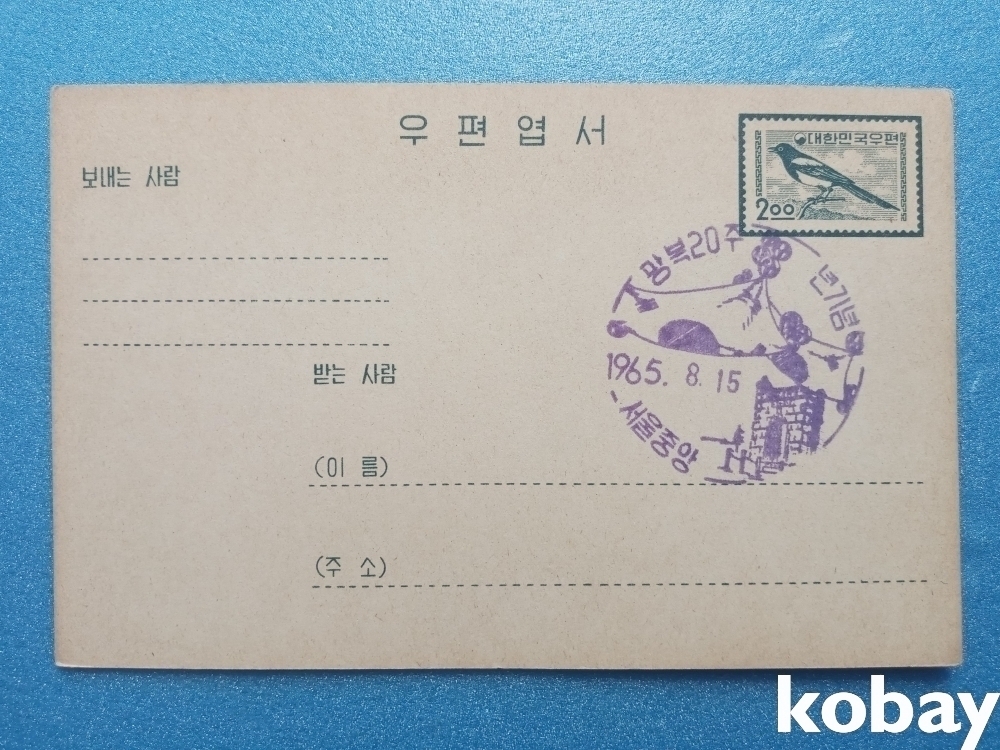 우편엽서
대한민국우편
2.00
보내는 사람
광복20주년기념
1965. 8. 15
서울중앙
받는 사람
(이 름)
(주 소)
kobay